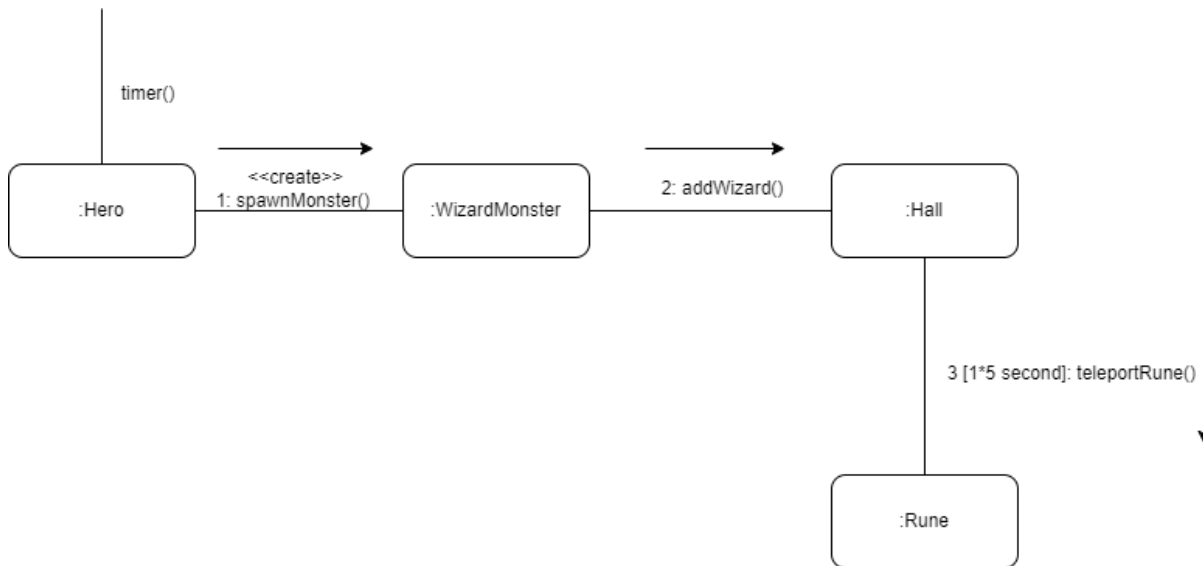 timer()
<<create>>
1: spawnMonster()
2: addWizard()
:Hero
:WizardMonster
:Hall
3 [1*5 second]: teleportRune()
:Rune